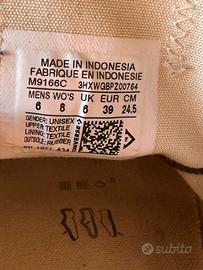 MADE IN INDONESIA
FABRIQUE EN INDONESIE
M9166C 3HXWGBPZ00764
MENS WO'S UK EUR CM
6 8 6 39 24.5
GENDER: UNISEX
UPPER: TEXTILE
LINING: TEXTILE
OUTSOLE: RUBBER
CONVERSE
subito